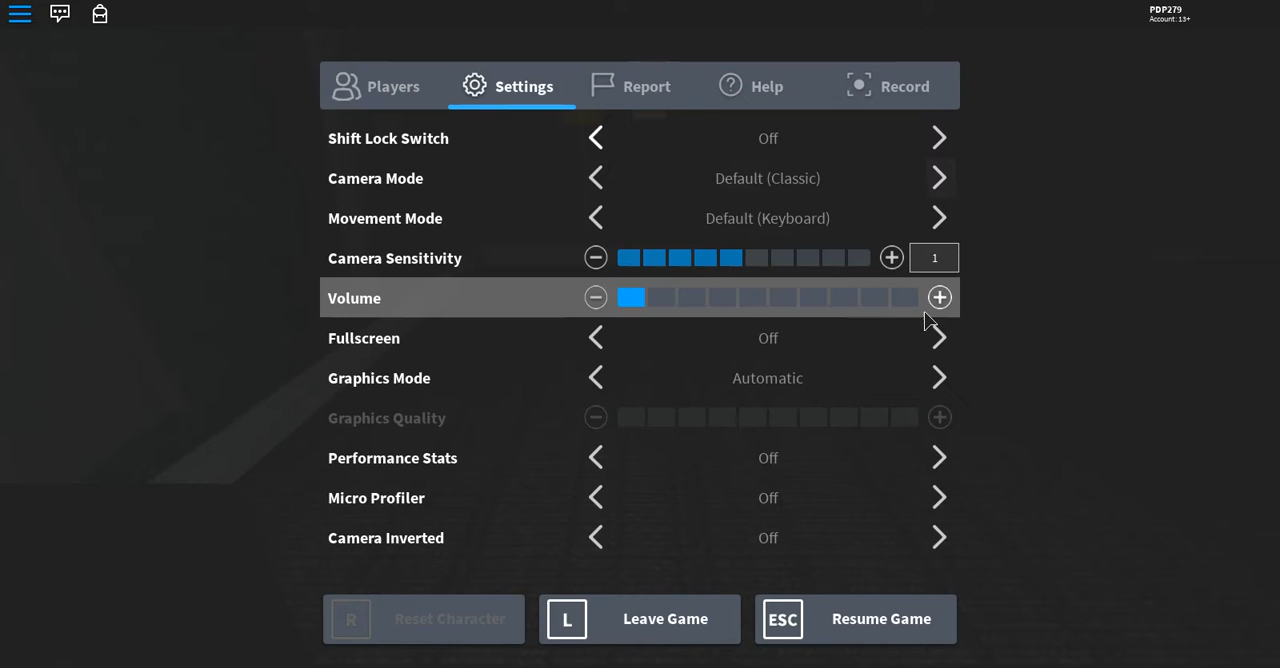 PDP279
Account: 13+
Players Settings Report Help Record
Shift Lock Switch Off
Camera Mode Default (Classic)
Movement Mode Default (Keyboard)
Camera Sensitivity 1
Volume
Fullscreen Off
Graphics Mode Automatic
Graphics Quality
Performance Stats Off
Micro Profiler Off
Camera Inverted Off
R Reset Character L Leave Game ESC Resume Game